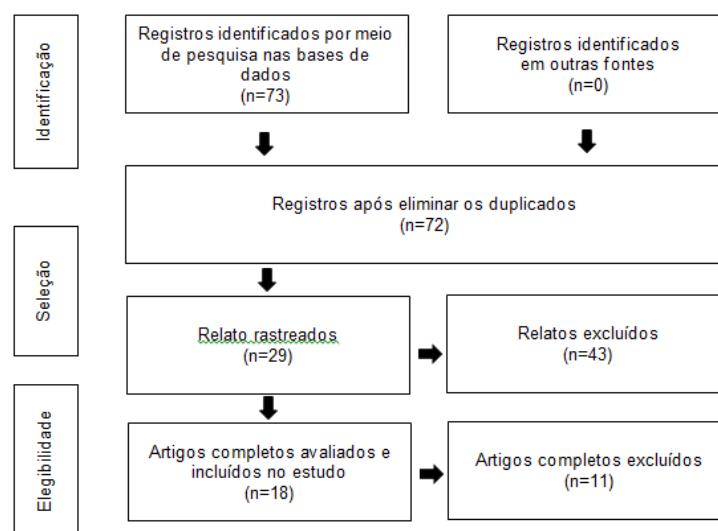 Identificação
Registros identificados por meio
de pesquisa nas bases de
dados
(n=73)
Registros identificados
em outras fontes
(n=0)
Registros após eliminar os duplicados
(n=72)
Seleção
Relato rastreados
(n=29)
Relatos excluídos
(n=43)
Elegibilidade
Artigos completos avaliados e
incluídos no estudo
(n=18)
Artigos completos excluídos
(n=11)